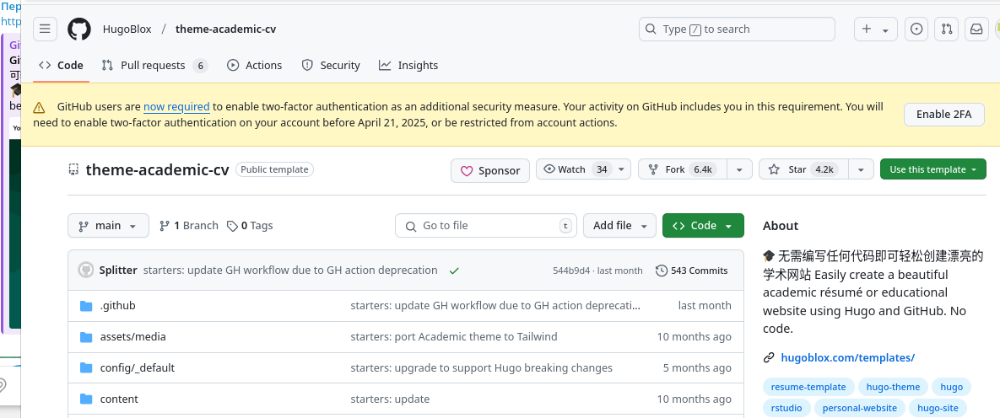 Пер
http
Gi
Gi
可
be
Yo
HugoBlox / theme-academic-cv
Type / to search
Code
Pull requests 6
Actions
Security
Insights
GitHub users are now required to enable two-factor authentication as an additional security measure. Your activity on GitHub includes you in this requirement. You will
need to enable two-factor authentication on your account before April 21, 2025, or be restricted from account actions.
Enable 2FA
theme-academic-cv
Public template
Sponsor
Watch 34
Fork 6.4k
Star 4.2k
Use this template
main
1 Branch
0 Tags
Go to file
t
Add file
Code
Splitter starters: update GH workflow due to GH action deprecation
544b9d4 · last month
543 Commits
.github starters: update GH workflow due to GH action deprecati… last month
assets/media starters: port Academic theme to Tailwind 10 months ago
config/_default starters: upgrade to support Hugo breaking changes 5 months ago
content starters: update 10 months ago
About
🎓 无需编写任何代码即可轻松创建漂亮的
学术网站 Easily create a beautiful
academic résumé or educational
website using Hugo and GitHub. No
code.
hugoblox.com/templates/
resume-template hugo-theme hugo
rstudio personal-website hugo-site